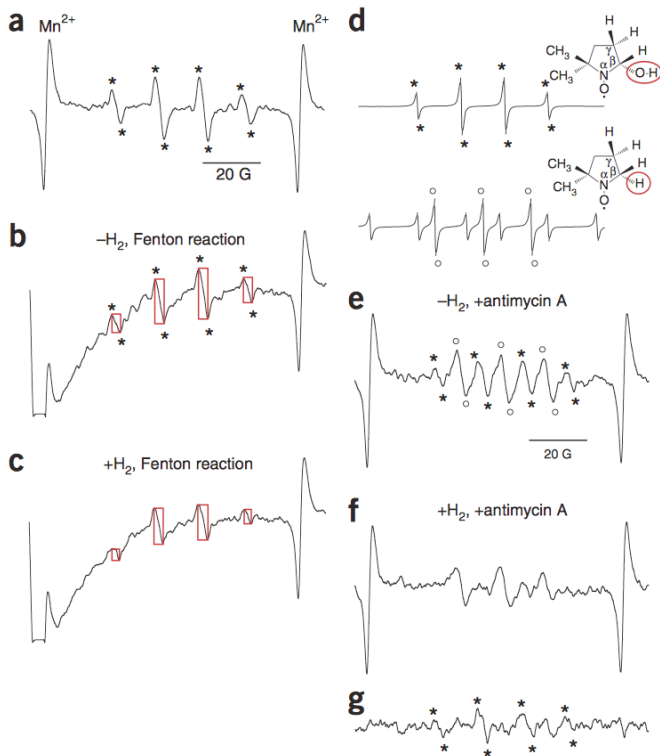 a
Mn2+
Mn2+
* * * *
* * * *
20 G
b
–H2, Fenton reaction
* * * *
* * * *
c
+H2, Fenton reaction
d
* * * *
* * * *
H
H
γ
H
CH3
α
β
O-H
CH3
N
O
•
H
H
γ
H
CH3
α
β
H
CH3
N
O
•
○ ○ ○
○ ○ ○
e
–H2, +antimycin A
* ○ * ○ * ○ *
* ○ * ○ * ○ *
20 G
f
+H2, +antimycin A
g
* * * *
* * * *